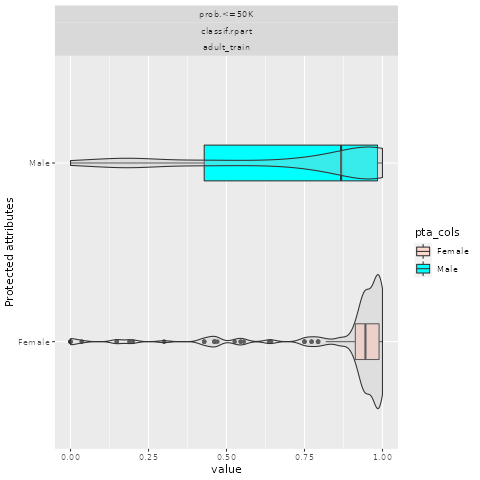 prob.<=50K
classif.rpart
adult_train
Protected attributes
Male
Female
0.00 0.25 0.50 0.75 1.00
value
pta_cols
Female
Male